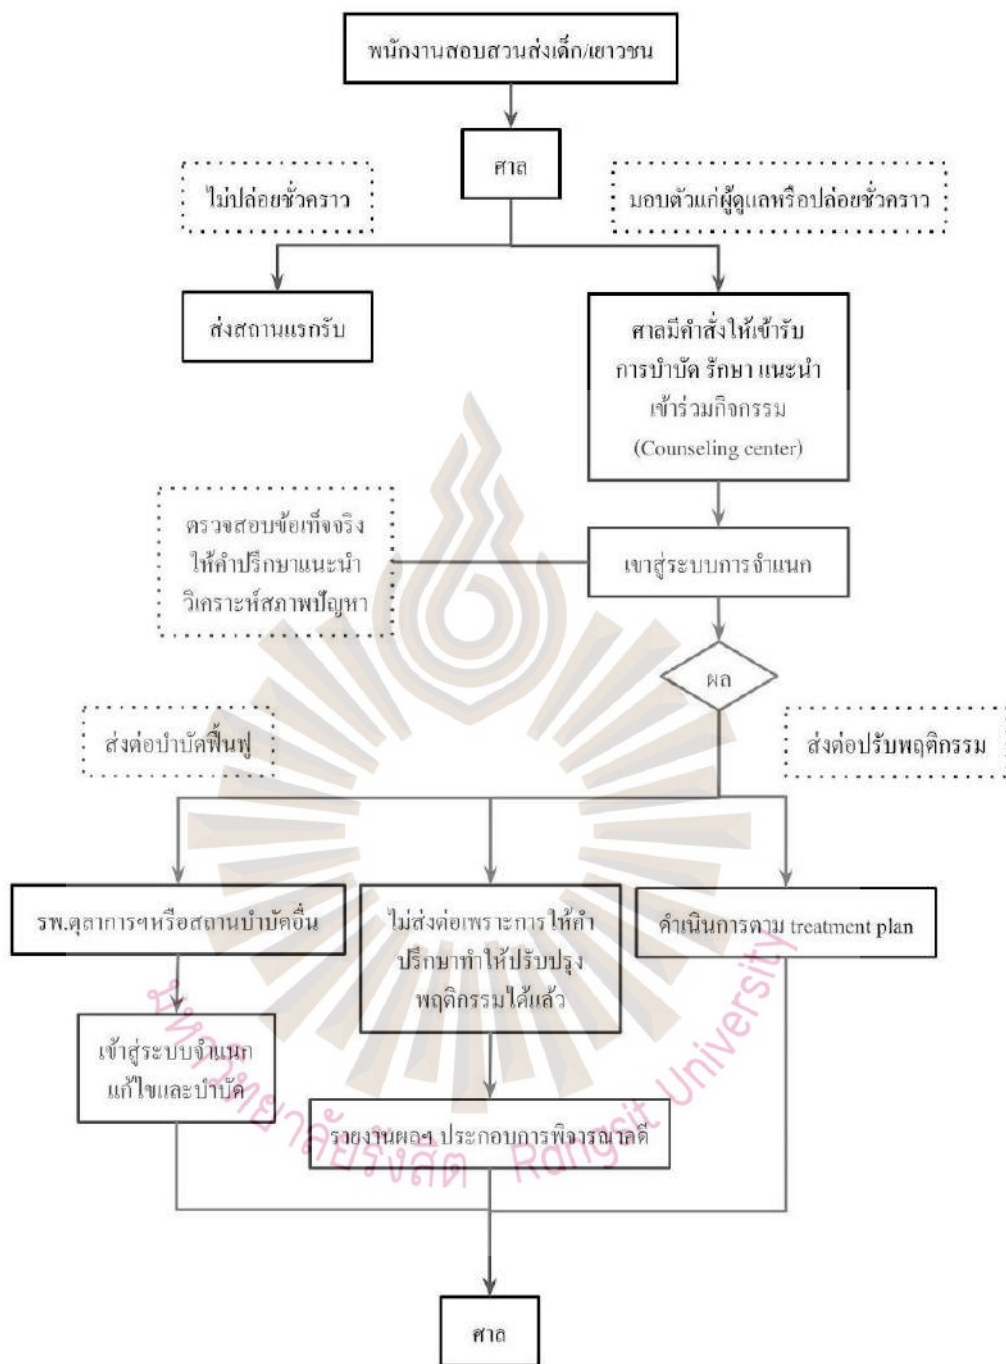 พนักงานสอบสวนส่งเด็ก/เยาวชน
ศาล
ไม่ปล่อยชั่วคราว
มอบตัวแก่ผู้ดูแลหรือปล่อยชั่วคราว
ส่งสถานแรกรับ
ศาลมีคำสั่งให้เข้ารับ
การบำบัด รักษา แนะนำ
เข้าร่วมกิจกรรม
(Counseling center)
ตรวจสอบข้อเท็จจริง
ให้คำปรึกษาแนะนำ
วิเคราะห์สภาพปัญหา
เขาสู่ระบบการจำแนก
ผล
ส่งต่อบำบัดฟื้นฟู
ส่งต่อปรับพฤติกรรม
รพ.ตุลาการฯหรือสถานบำบัดอื่น
ไม่ส่งต่อเพราะการให้คำ
ปรึกษาทำให้ปรับปรุง
พฤติกรรมได้แล้ว
ดำเนินการตาม treatment plan
เข้าสู่ระบบจำแนก
แก้ไขและบำบัด
รายงานผลฯ ประกอบการพิจารณาคดี
มหาวิทยาลัยรังสิต Rangsit University
ศาล